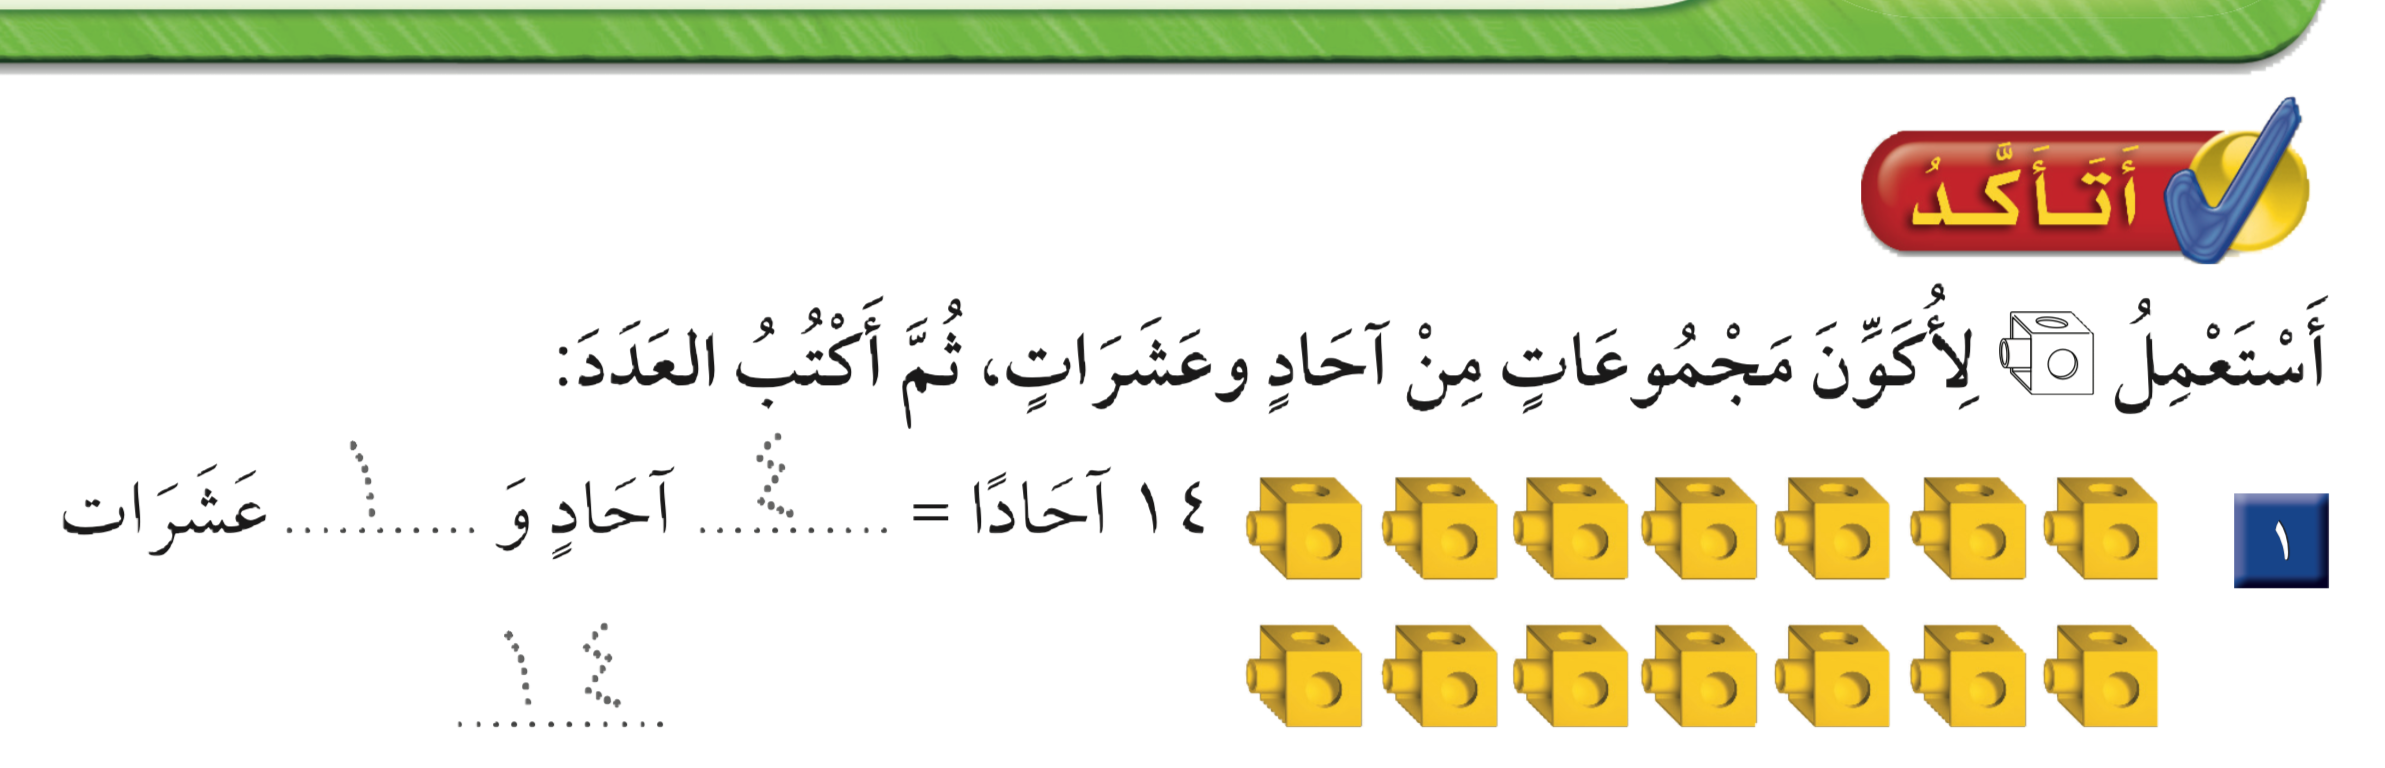 أَتَأَكَّدُ
أَسْتَعْمِلُ لِأُكَوِّنَ مَجْمُوعَاتٍ مِنْ آحَادٍ وعَشَرَاتٍ، ثُمَّ أَكْتُبُ العَدَدَ:
١ ١٤ آحَادًا = ....٤.... آحَادٍ وَ ....١.... عَشَرَات
١٤